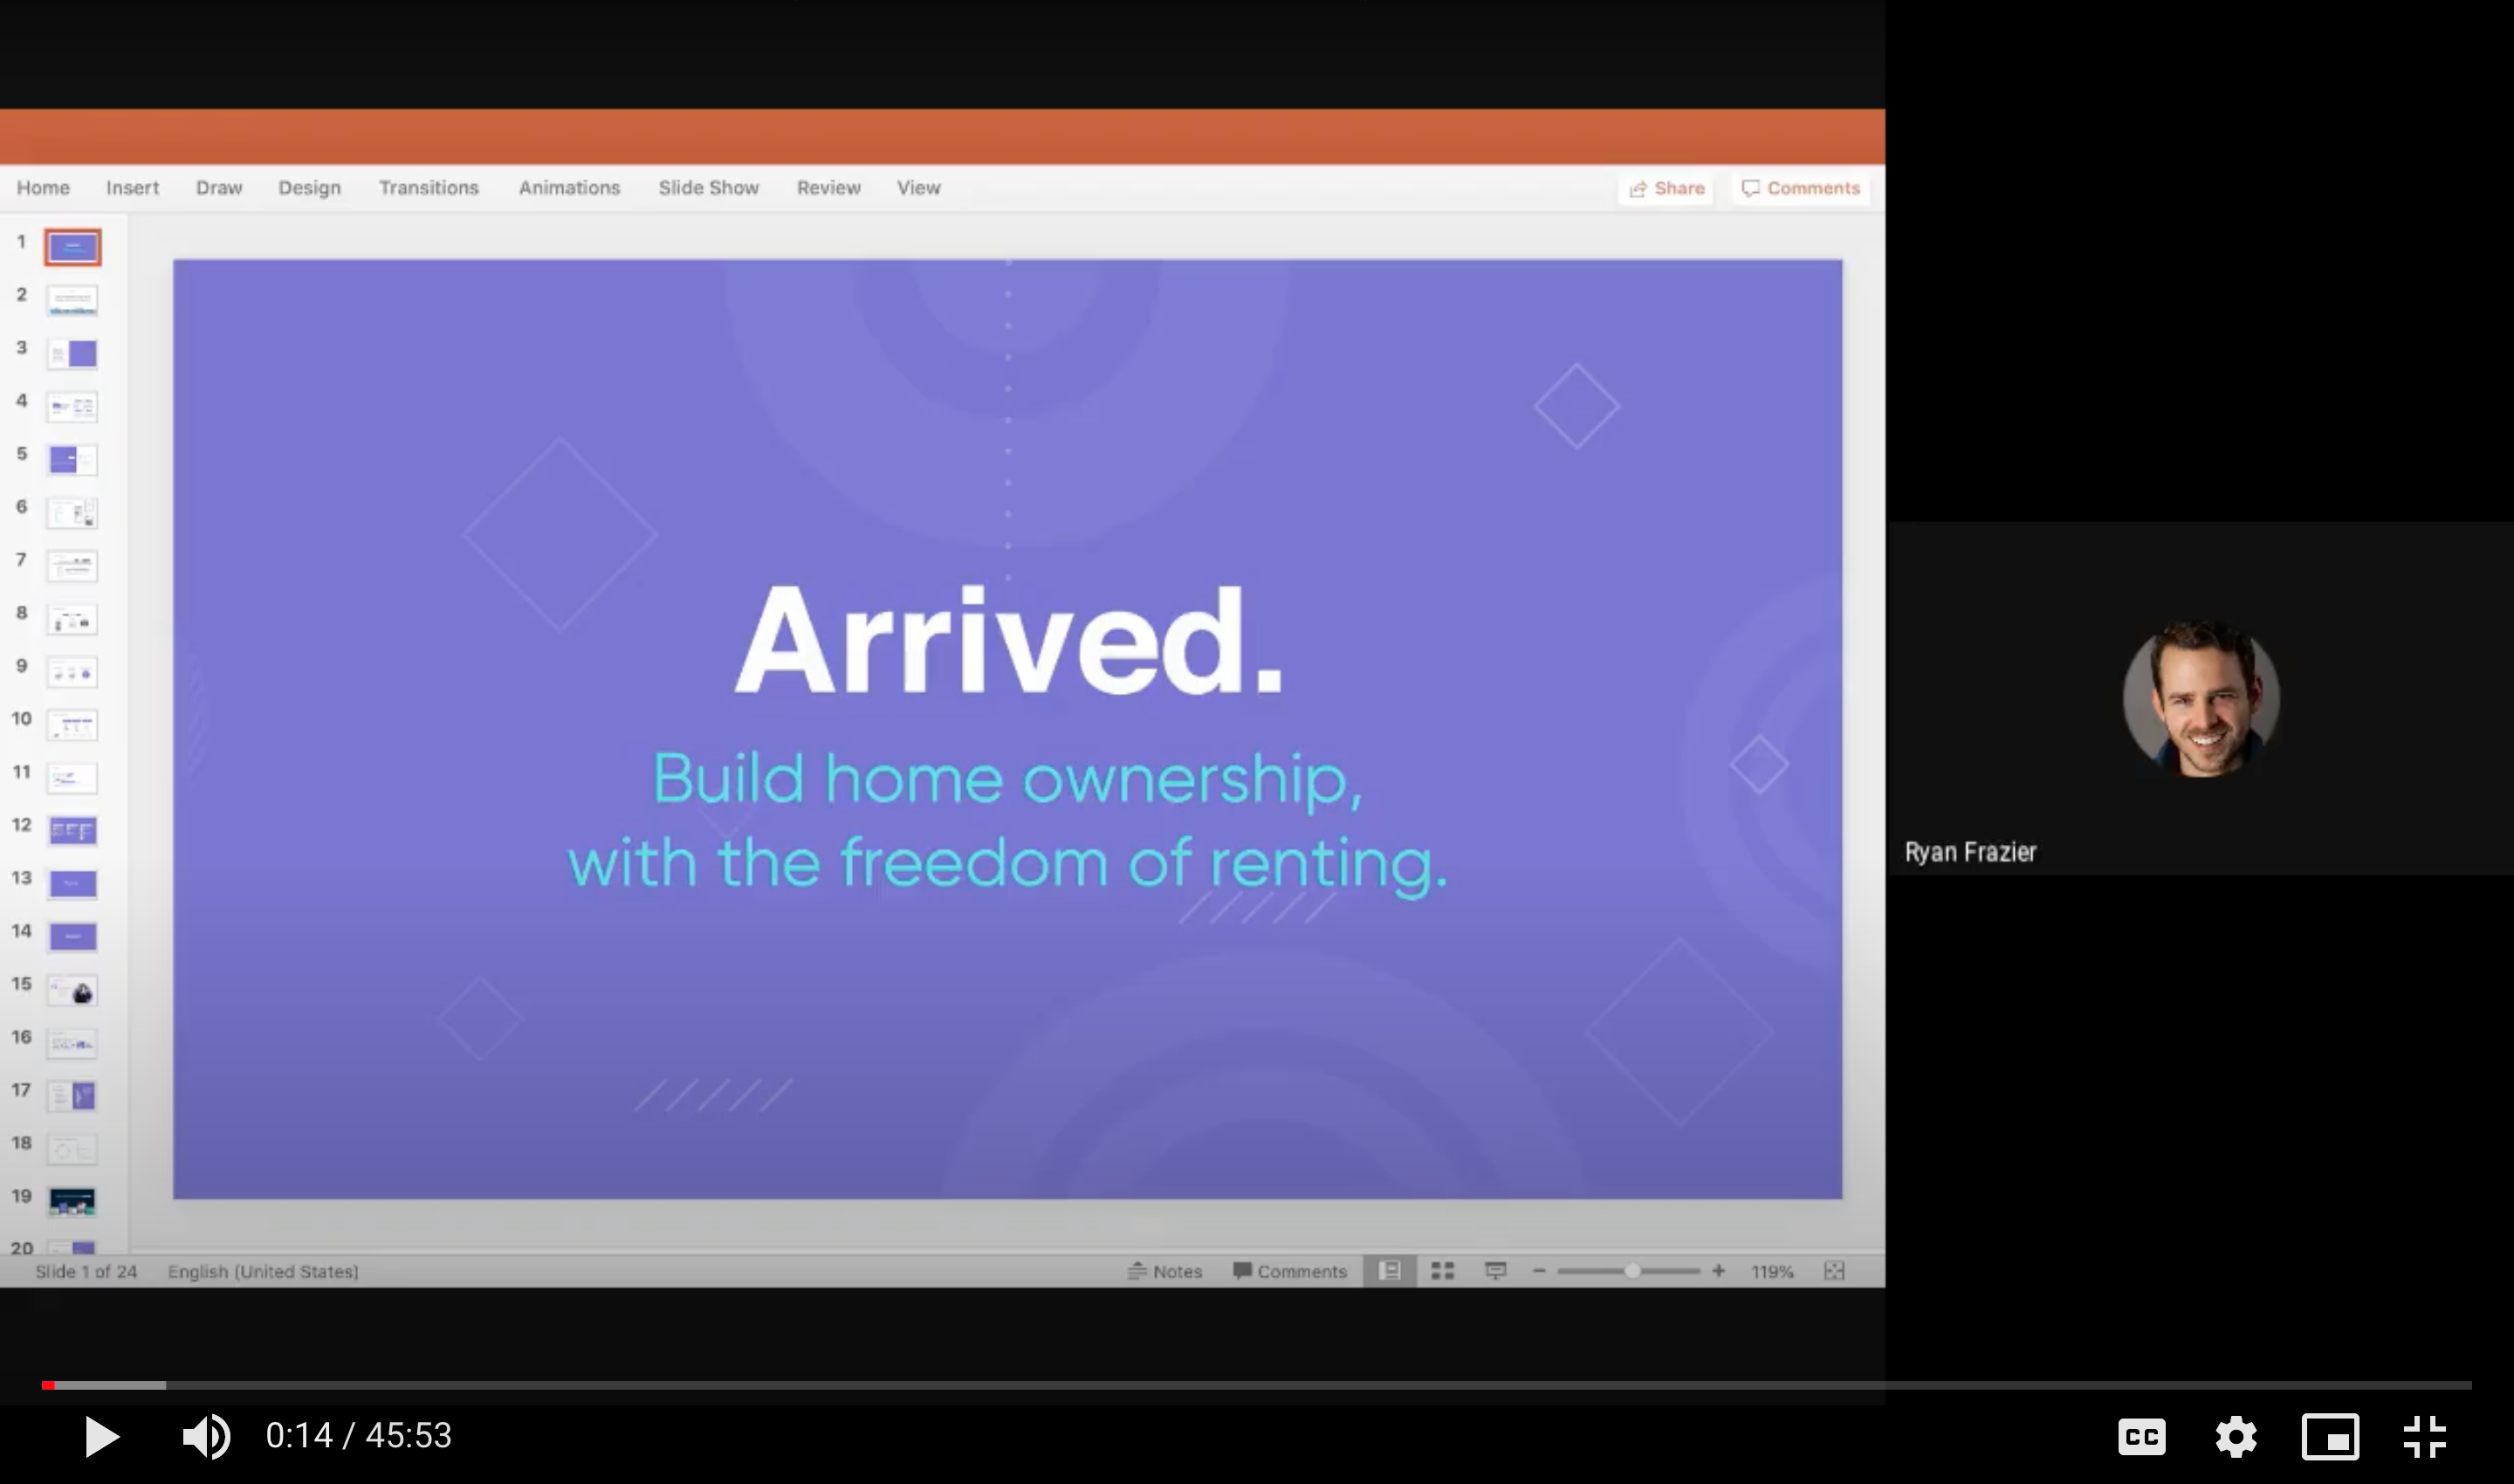 Home Insert Draw Design Transitions Animations Slide Show Review View Share Comments
1
2
3
4
5
6
7
8
9
10
11
12
13
14
15
16
17
18
19
20
Arrived.
Build home ownership,
with the freedom of renting.
Ryan Frazier
Slide 1 of 24 English (United States) Notes Comments 119%
0:14 / 45:53 CC